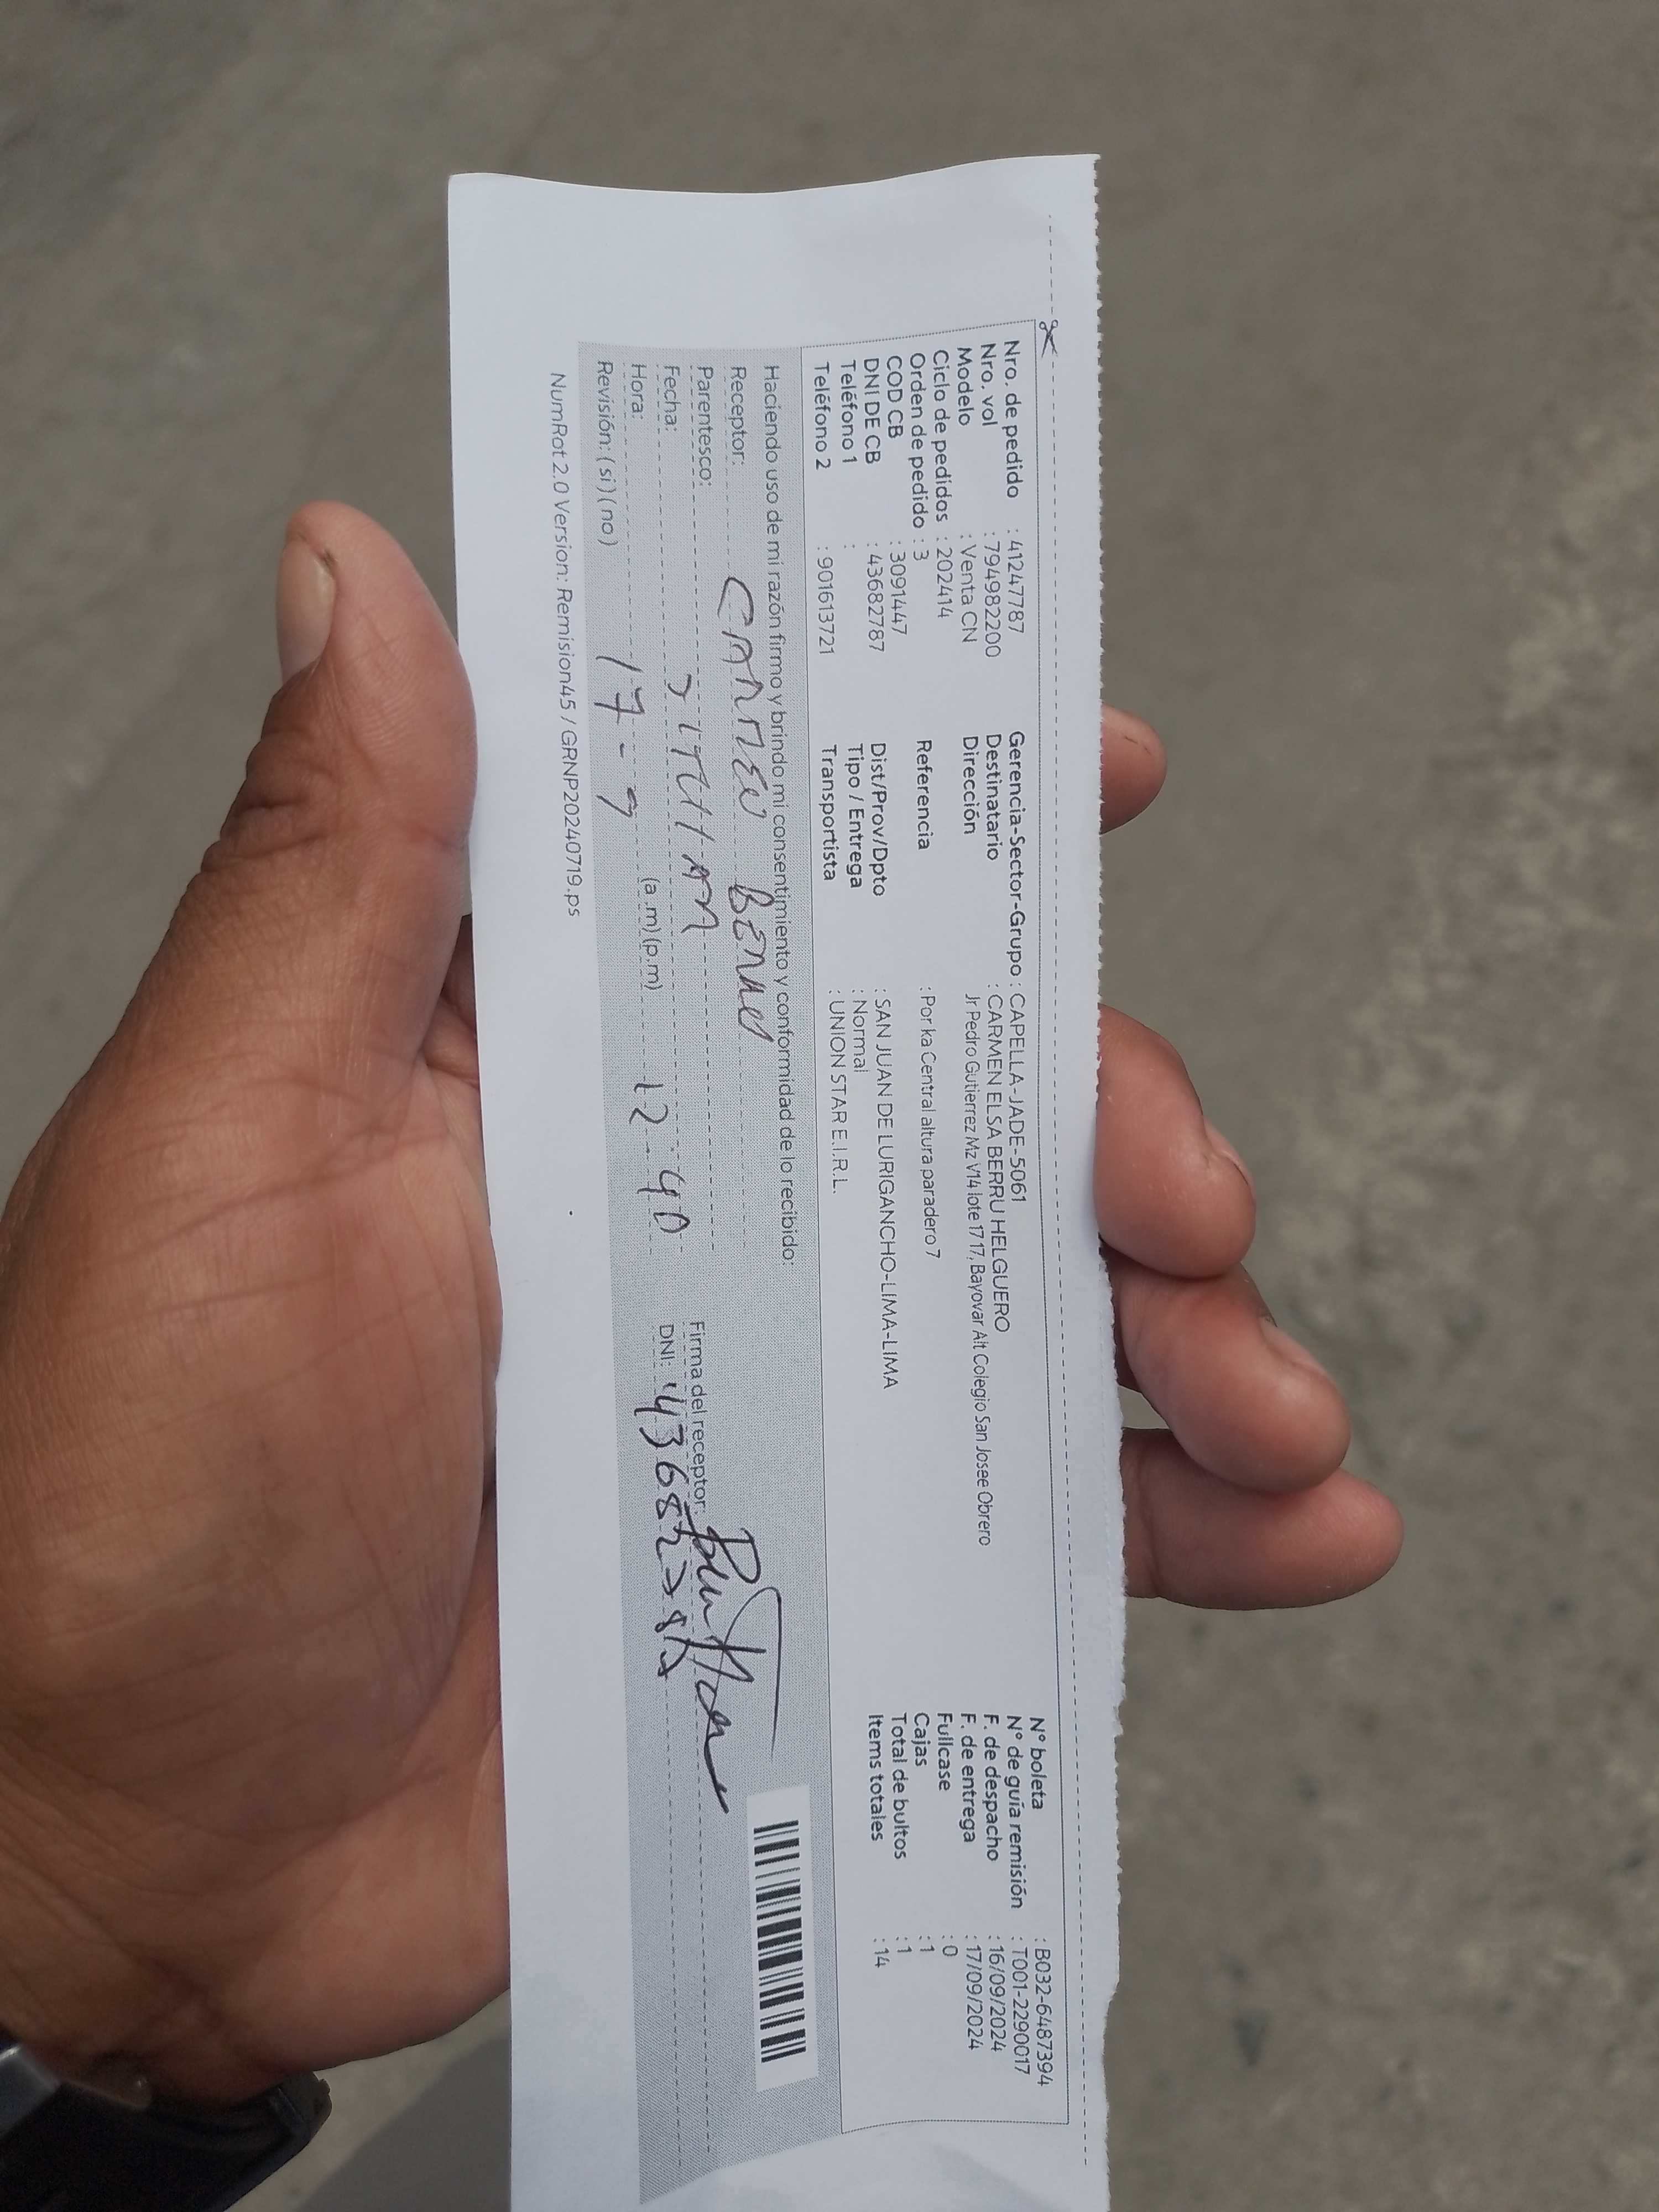 Nro. de pedido : 41247787
Nro. vol : 794982200
Modelo : Venta CN
Ciclo de pedidos : 202414
Orden de pedido : 3
COD CB : 3091447
DNI DE CB : 43682787
Teléfono 1 :
Teléfono 2 : 901613721
Gerencia-Sector-Grupo : CAPELLA-JADE-5061
Destinatario : CARMEN ELSA BERRU HELGUERO
Dirección Jr Pedro Gutierrez Mz V14 lote 17 17, Bayovar Alt Colegio San Josee Obrero
Referencia : Por ka Central altura paradero 7
Dist/Prov/Dpto : SAN JUAN DE LURIGANCHO-LIMA-LIMA
Tipo / Entrega : Normal
Transportista : UNION STAR E.I.R.L.
N° boleta : B032-6487394
N° de guía remisión : T001-2290017
F. de despacho : 16/09/2024
F. de entrega : 17/09/2024
Fullcase : 0
Cajas : 1
Total de bultos : 1
Items totales : 14
Haciendo uso de mi razón firmo y brindo mi consentimiento y conformidad de lo recibido:
Receptor: CARMEN BERRU
Parentesco:
Fecha:
Hora: (a.m)(p.m) 12 40
Revisión: ( si ) ( no ) 17 - 9
Firma del receptor:
DNI: 43682787
NumRot 2.0 Version: Remision45 / GRNP20240719.ps